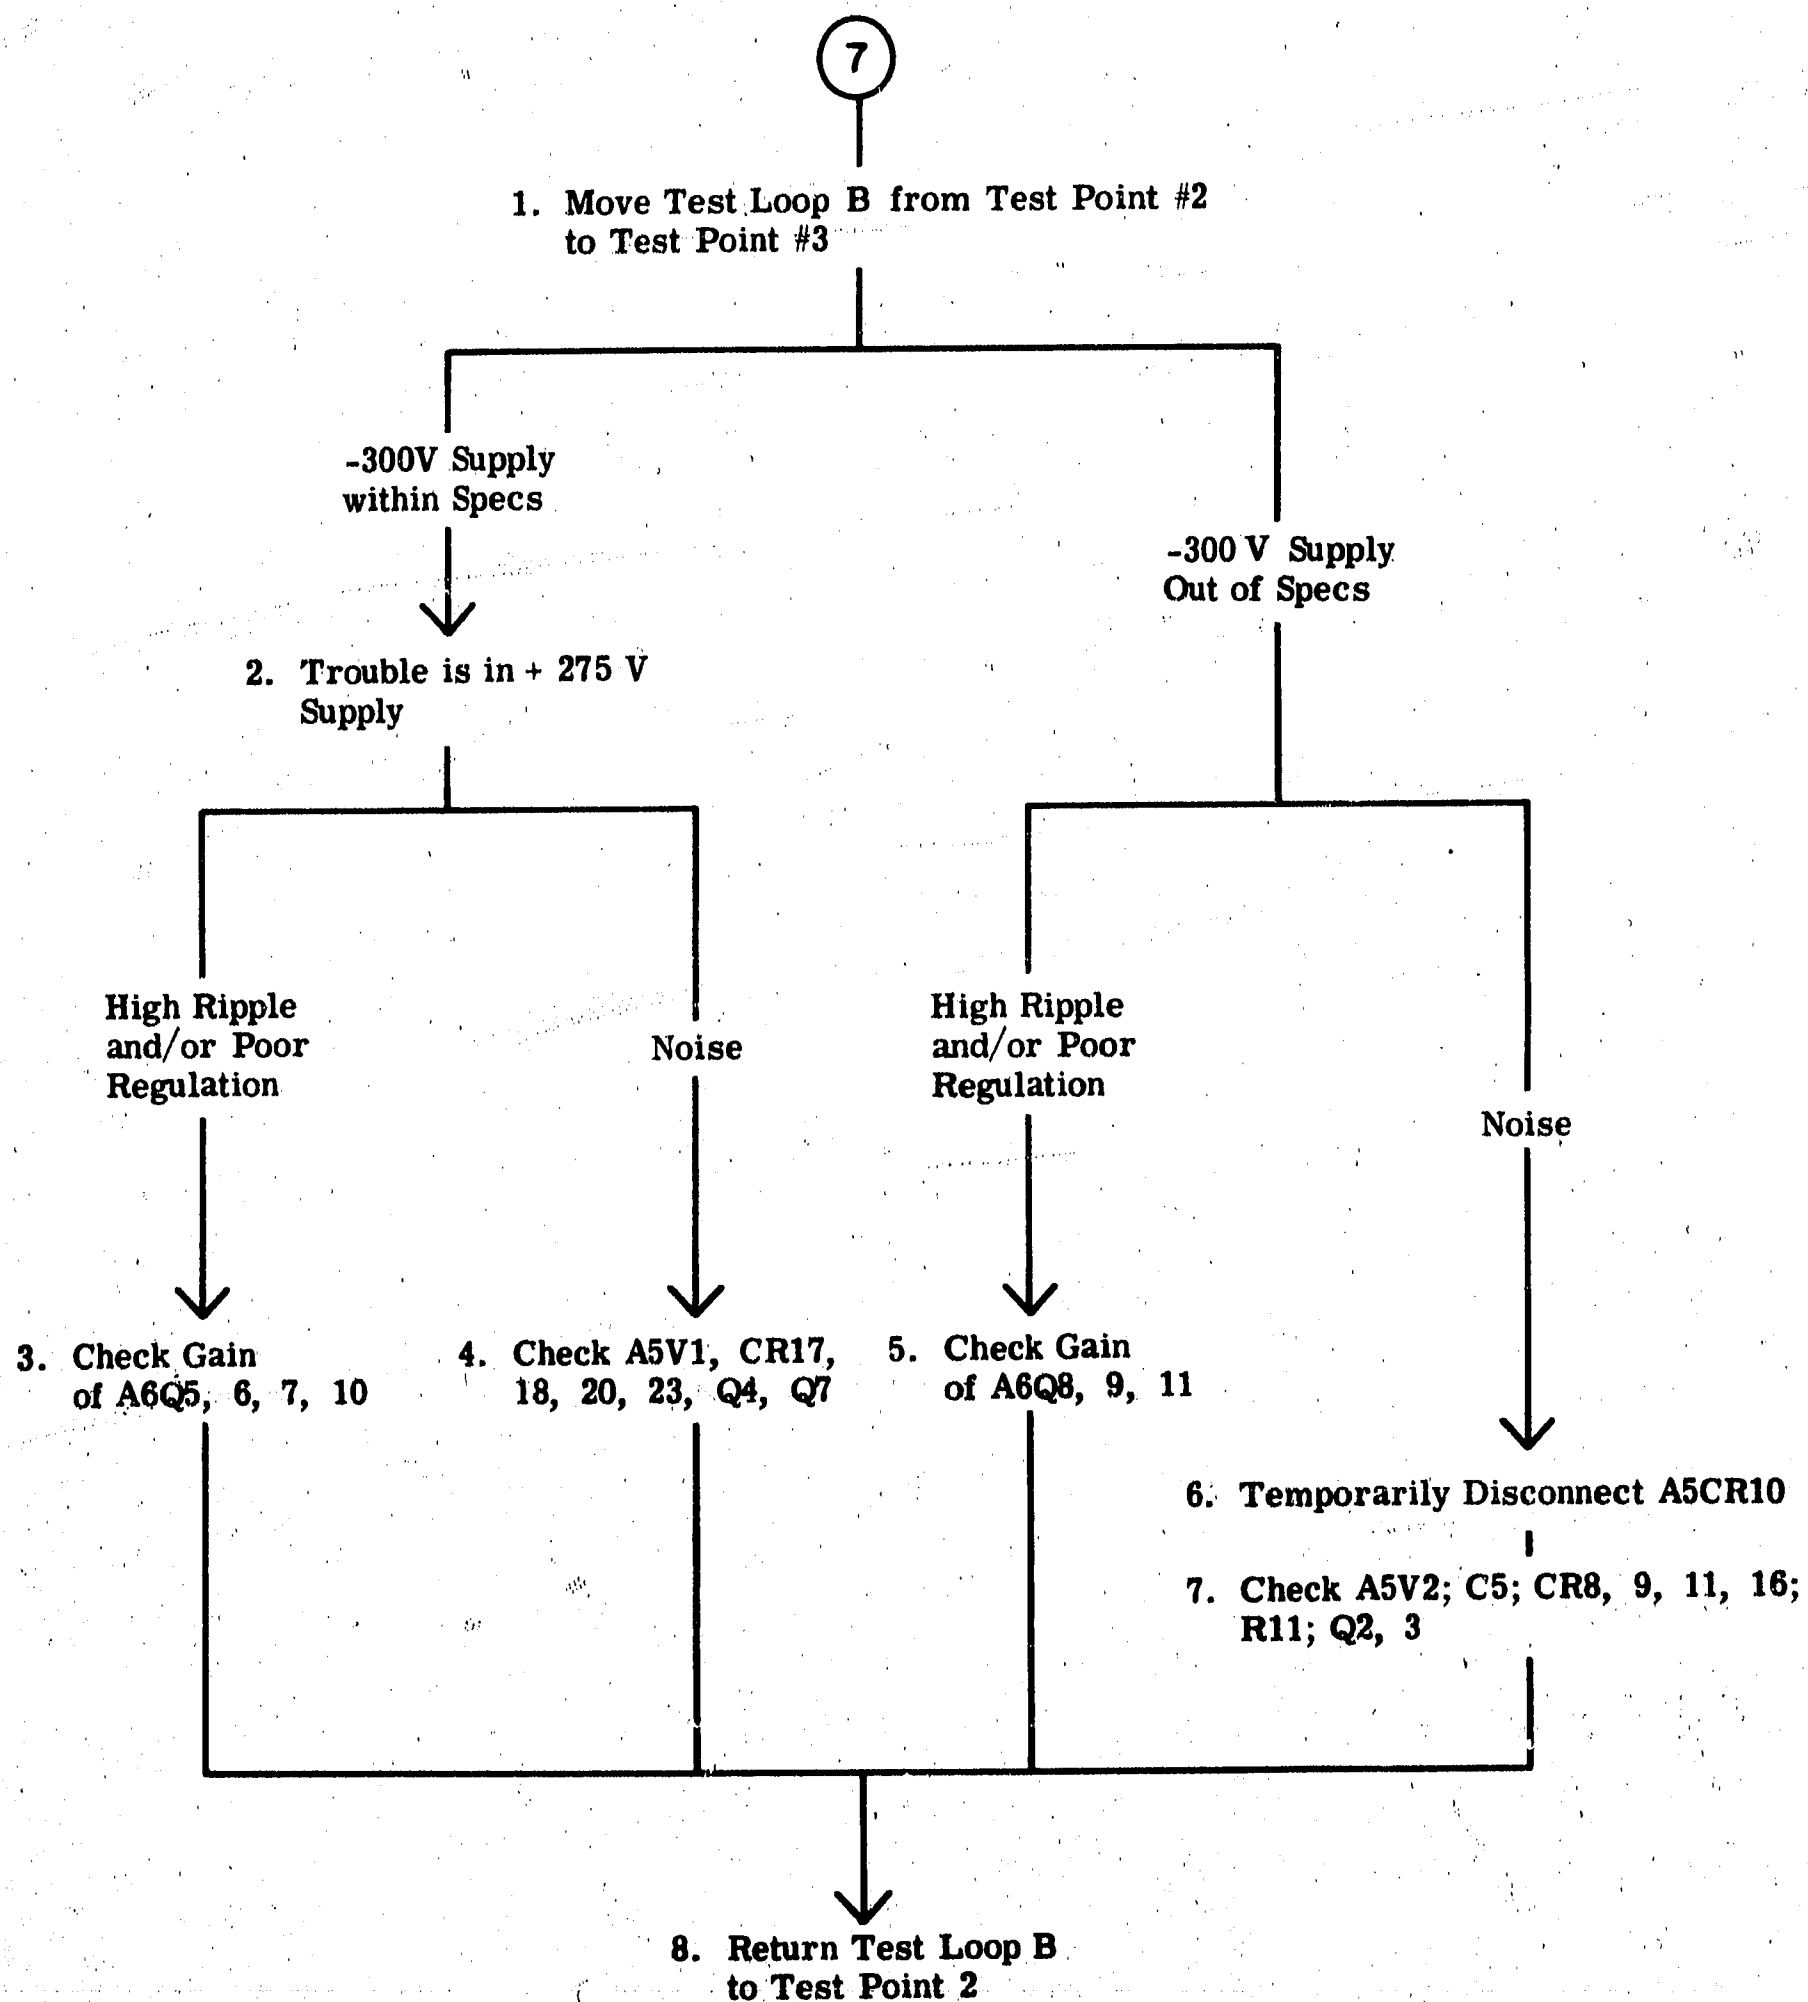 7
1. Move Test Loop B from Test Point #2
to Test Point #3
-300V Supply
within Specs
-300 V Supply
Out of Specs
2. Trouble is in + 275 V
Supply
High Ripple
and/or Poor
Regulation
Noise
High Ripple
and/or Poor
Regulation
Noise
3. Check Gain
of A6Q5, 6, 7, 10
4. Check A5V1, CR17,
18, 20, 23, Q4, Q7
5. Check Gain
of A6Q8, 9, 11
6. Temporarily Disconnect A5CR10
7. Check A5V2; C5; CR8, 9, 11, 16;
R11; Q2, 3
8. Return Test Loop B
to Test Point 2